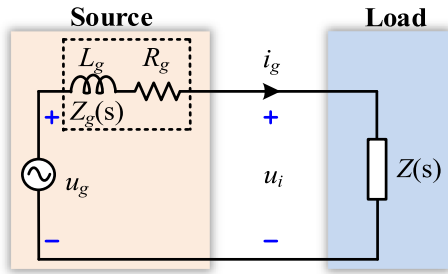 Source
Load
L_g R_g
i_g
Z_g(s)
+ +
u_g
u_i
Z(s)
− −